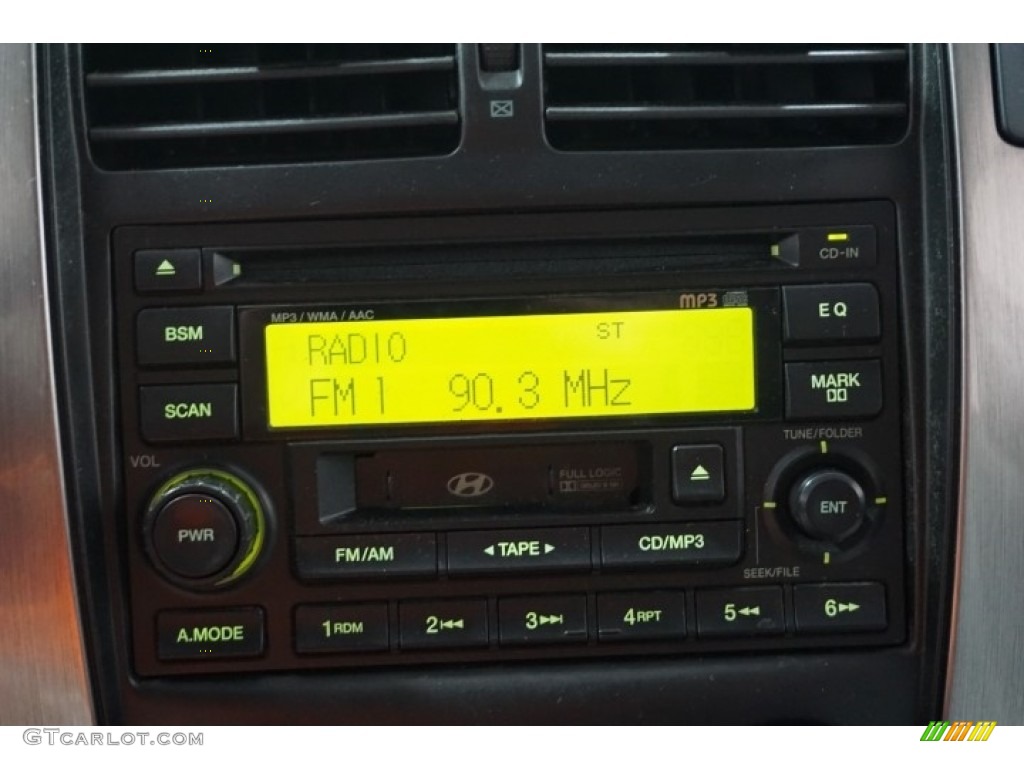 CD-IN
MP3
MP3 / WMA / AAC
BSM
RADIO
ST
EQ
FM 1 90.3 MHz
SCAN
MARK
TUNE/FOLDER
VOL
FULL LOGIC
PWR
ENT
FM/AM
TAPE
CD/MP3
SEEK/FILE
A.MODE
1RDM
2
3
4RPT
5
6
GTCarlot.com